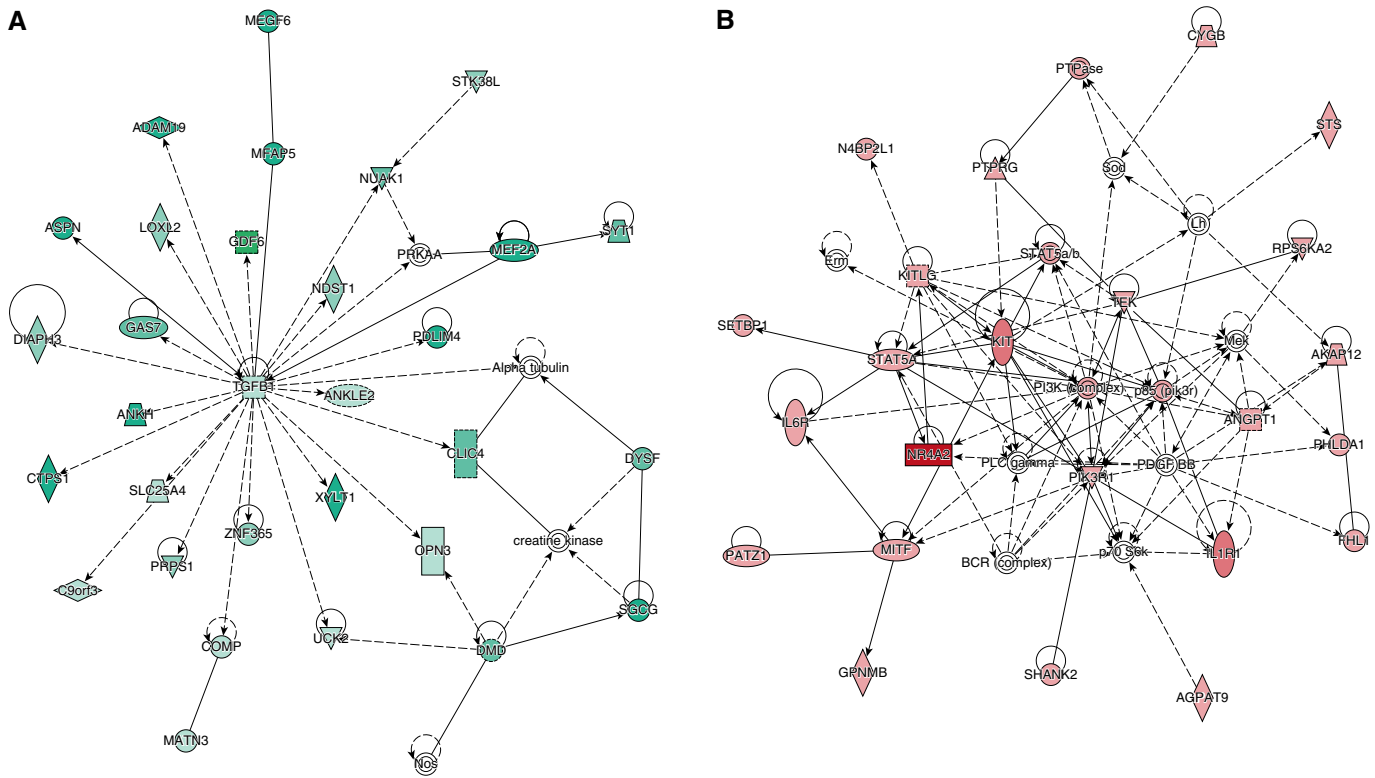 A
MEGF6
STK38L
ADAM19
MFAP5
NUAK1
ASPN
LOXL2
GDF6
PRKAA
MEF2A
SYT1
NDST1
DIAPH3
GAS7
PDLIM4
Alpha tubulin
TGFB1
ANKLE2
ANKH
CLIC4
DYSF
CTPS1
SLC25A4
XYLT1
ZNF365
creatine kinase
OPN3
PRPS1
C9orf3
SGCG
COMP
UCK2
DMD
MATN3
Nos
B
CYGB
PTPase
STS
N4BP2L1
PTPRG
Sod
Lh
Erm
STAT5a/b
RPS6KA2
KITLG
TEK
SETBP1
KIT
Mek
STAT5A
AKAP12
PI3K (complex)
p85 (pik3r)
IL6R
ANGPT1
NR4A2
PHLDA1
PLC gamma
PDGF BB
PIK3R1
PATZ1
MITF
BCR (complex)
p70 S6k
IL1R1
FHL1
GPNMB
SHANK2
AGPAT9